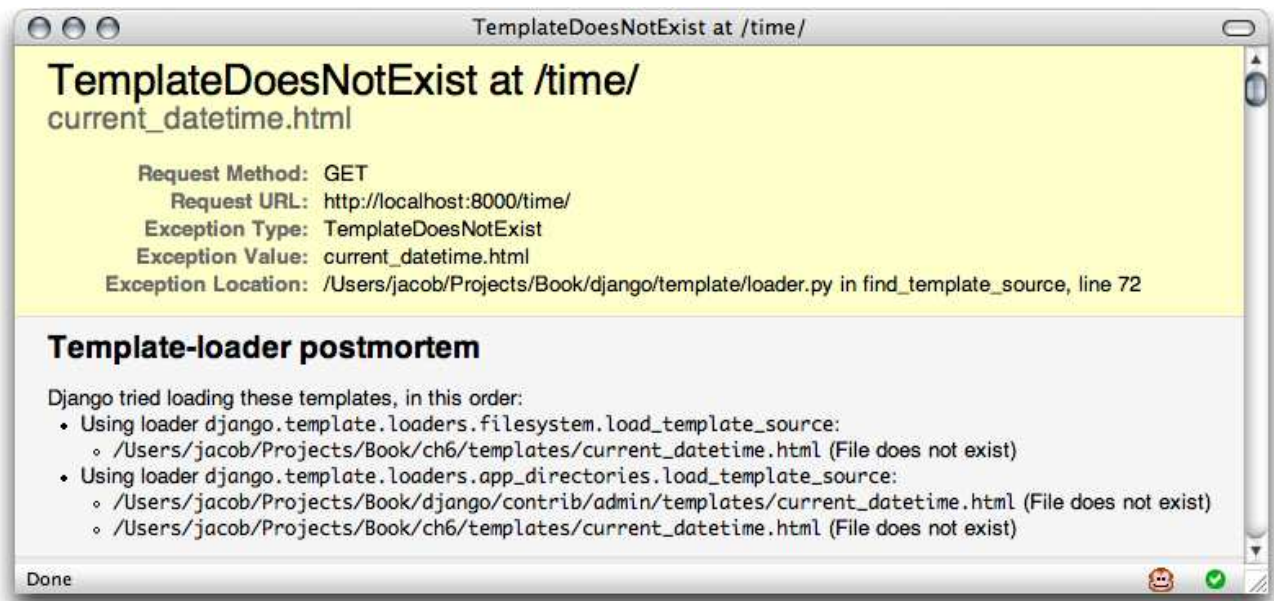 TemplateDoesNotExist at /time/
TemplateDoesNotExist at /time/
current_datetime.html
Request Method: GET
Request URL: http://localhost:8000/time/
Exception Type: TemplateDoesNotExist
Exception Value: current_datetime.html
Exception Location: /Users/jacob/Projects/Book/django/template/loader.py in find_template_source, line 72
Template-loader postmortem
Django tried loading these templates, in this order:
• Using loader django.template.loaders.filesystem.load_template_source:
◦ /Users/jacob/Projects/Book/ch6/templates/current_datetime.html (File does not exist)
• Using loader django.template.loaders.app_directories.load_template_source:
◦ /Users/jacob/Projects/Book/django/contrib/admin/templates/current_datetime.html (File does not exist)
◦ /Users/jacob/Projects/Book/ch6/templates/current_datetime.html (File does not exist)
Done